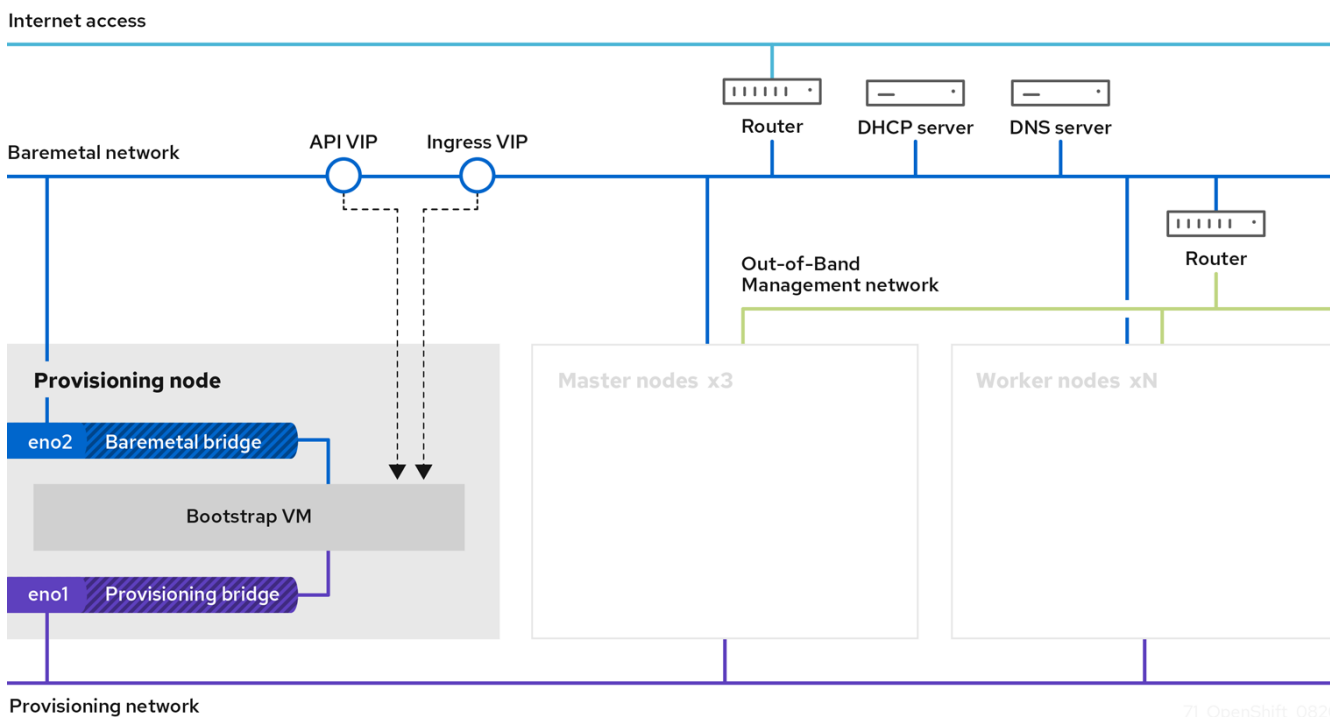 Internet access
Router
DHCP server
DNS server
API VIP
Ingress VIP
Baremetal network
Router
Out-of-Band
Management network
Provisioning node
Master nodes x3
Worker nodes xN
eno2
Baremetal bridge
Bootstrap VM
eno1
Provisioning bridge
Provisioning network
71_OpenShift_082